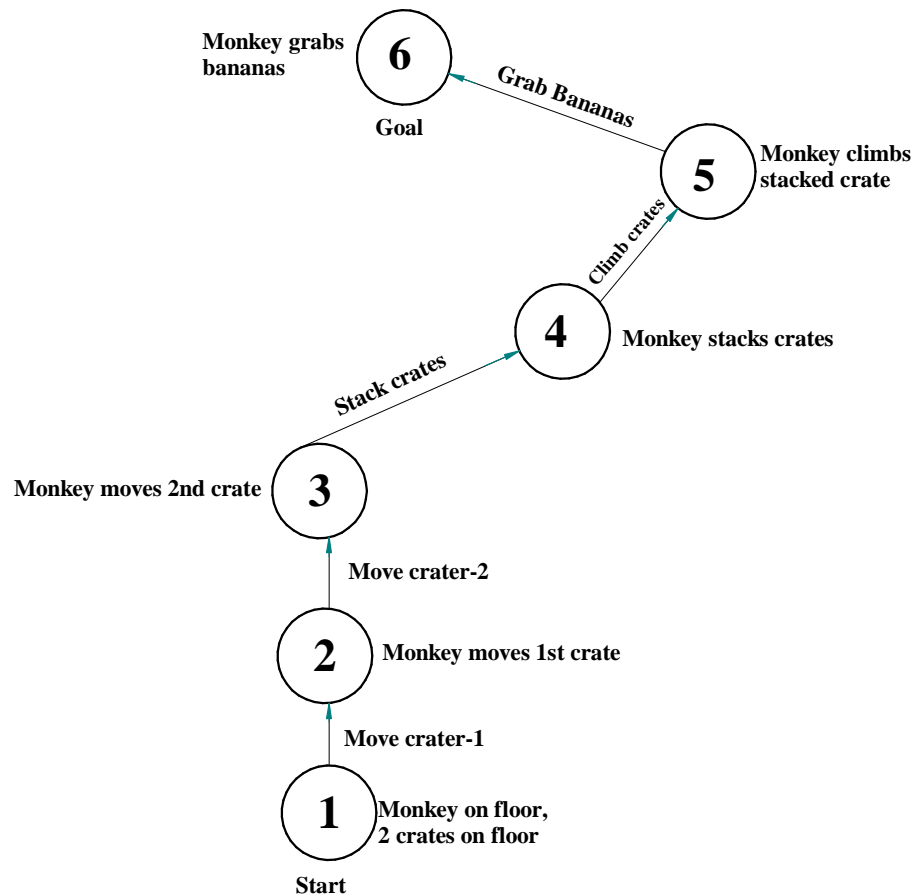 Monkey grabs
bananas
6
Goal
Grab Bananas
5
Monkey climbs
stacked crate
Climb crates
4
Monkey stacks crates
Stack crates
Monkey moves 2nd crate
3
Move crater-2
2
Monkey moves 1st crate
Move crater-1
1
Monkey on floor,
2 crates on floor
Start